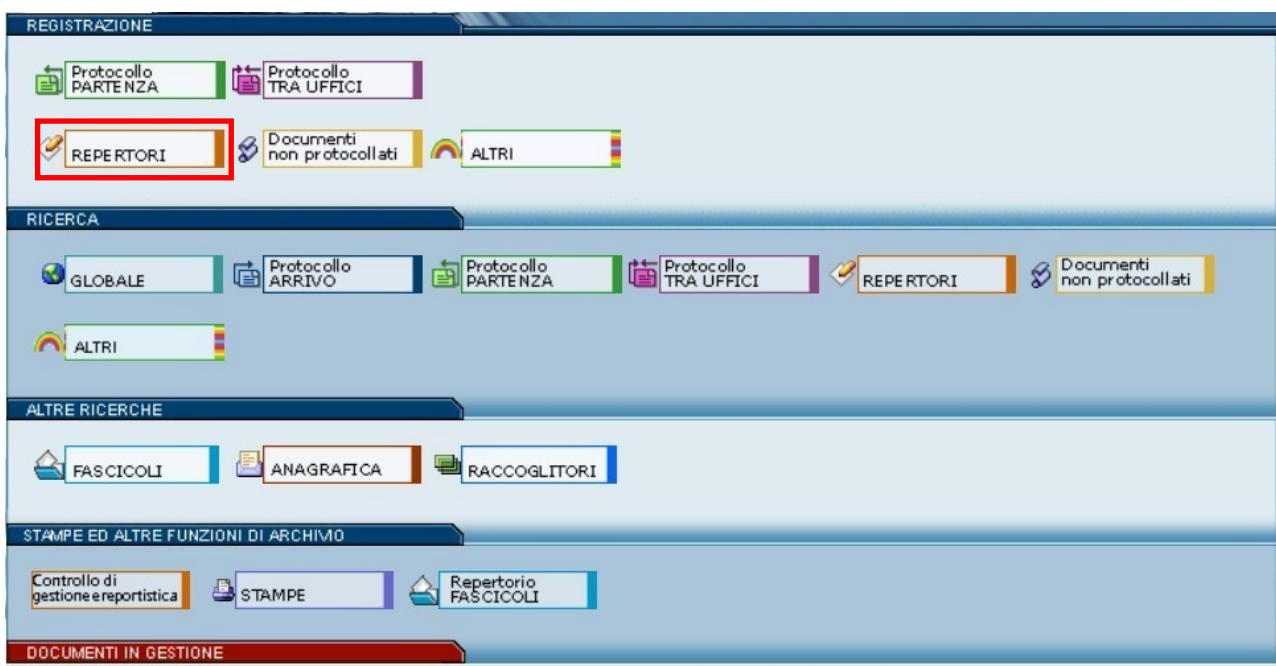 REGISTRAZIONE
Protocollo
PARTENZA
Protocollo
TRA UFFICI
REPERTORI
Documenti
non protocollati
ALTRI
RICERCA
GLOBALE
Protocollo
ARRIVO
Protocollo
PARTENZA
Protocollo
TRA UFFICI
REPERTORI
Documenti
non protocollati
ALTRI
ALTRE RICERCHE
FASCICOLI
ANAGRAFICA
RACCOGLITORI
STAMPE ED ALTRE FUNZIONI DI ARCHIVIO
Controllo di
gestione e reportistica
STAMPE
Repertorio
FASCICOLI
DOCUMENTI IN GESTIONE